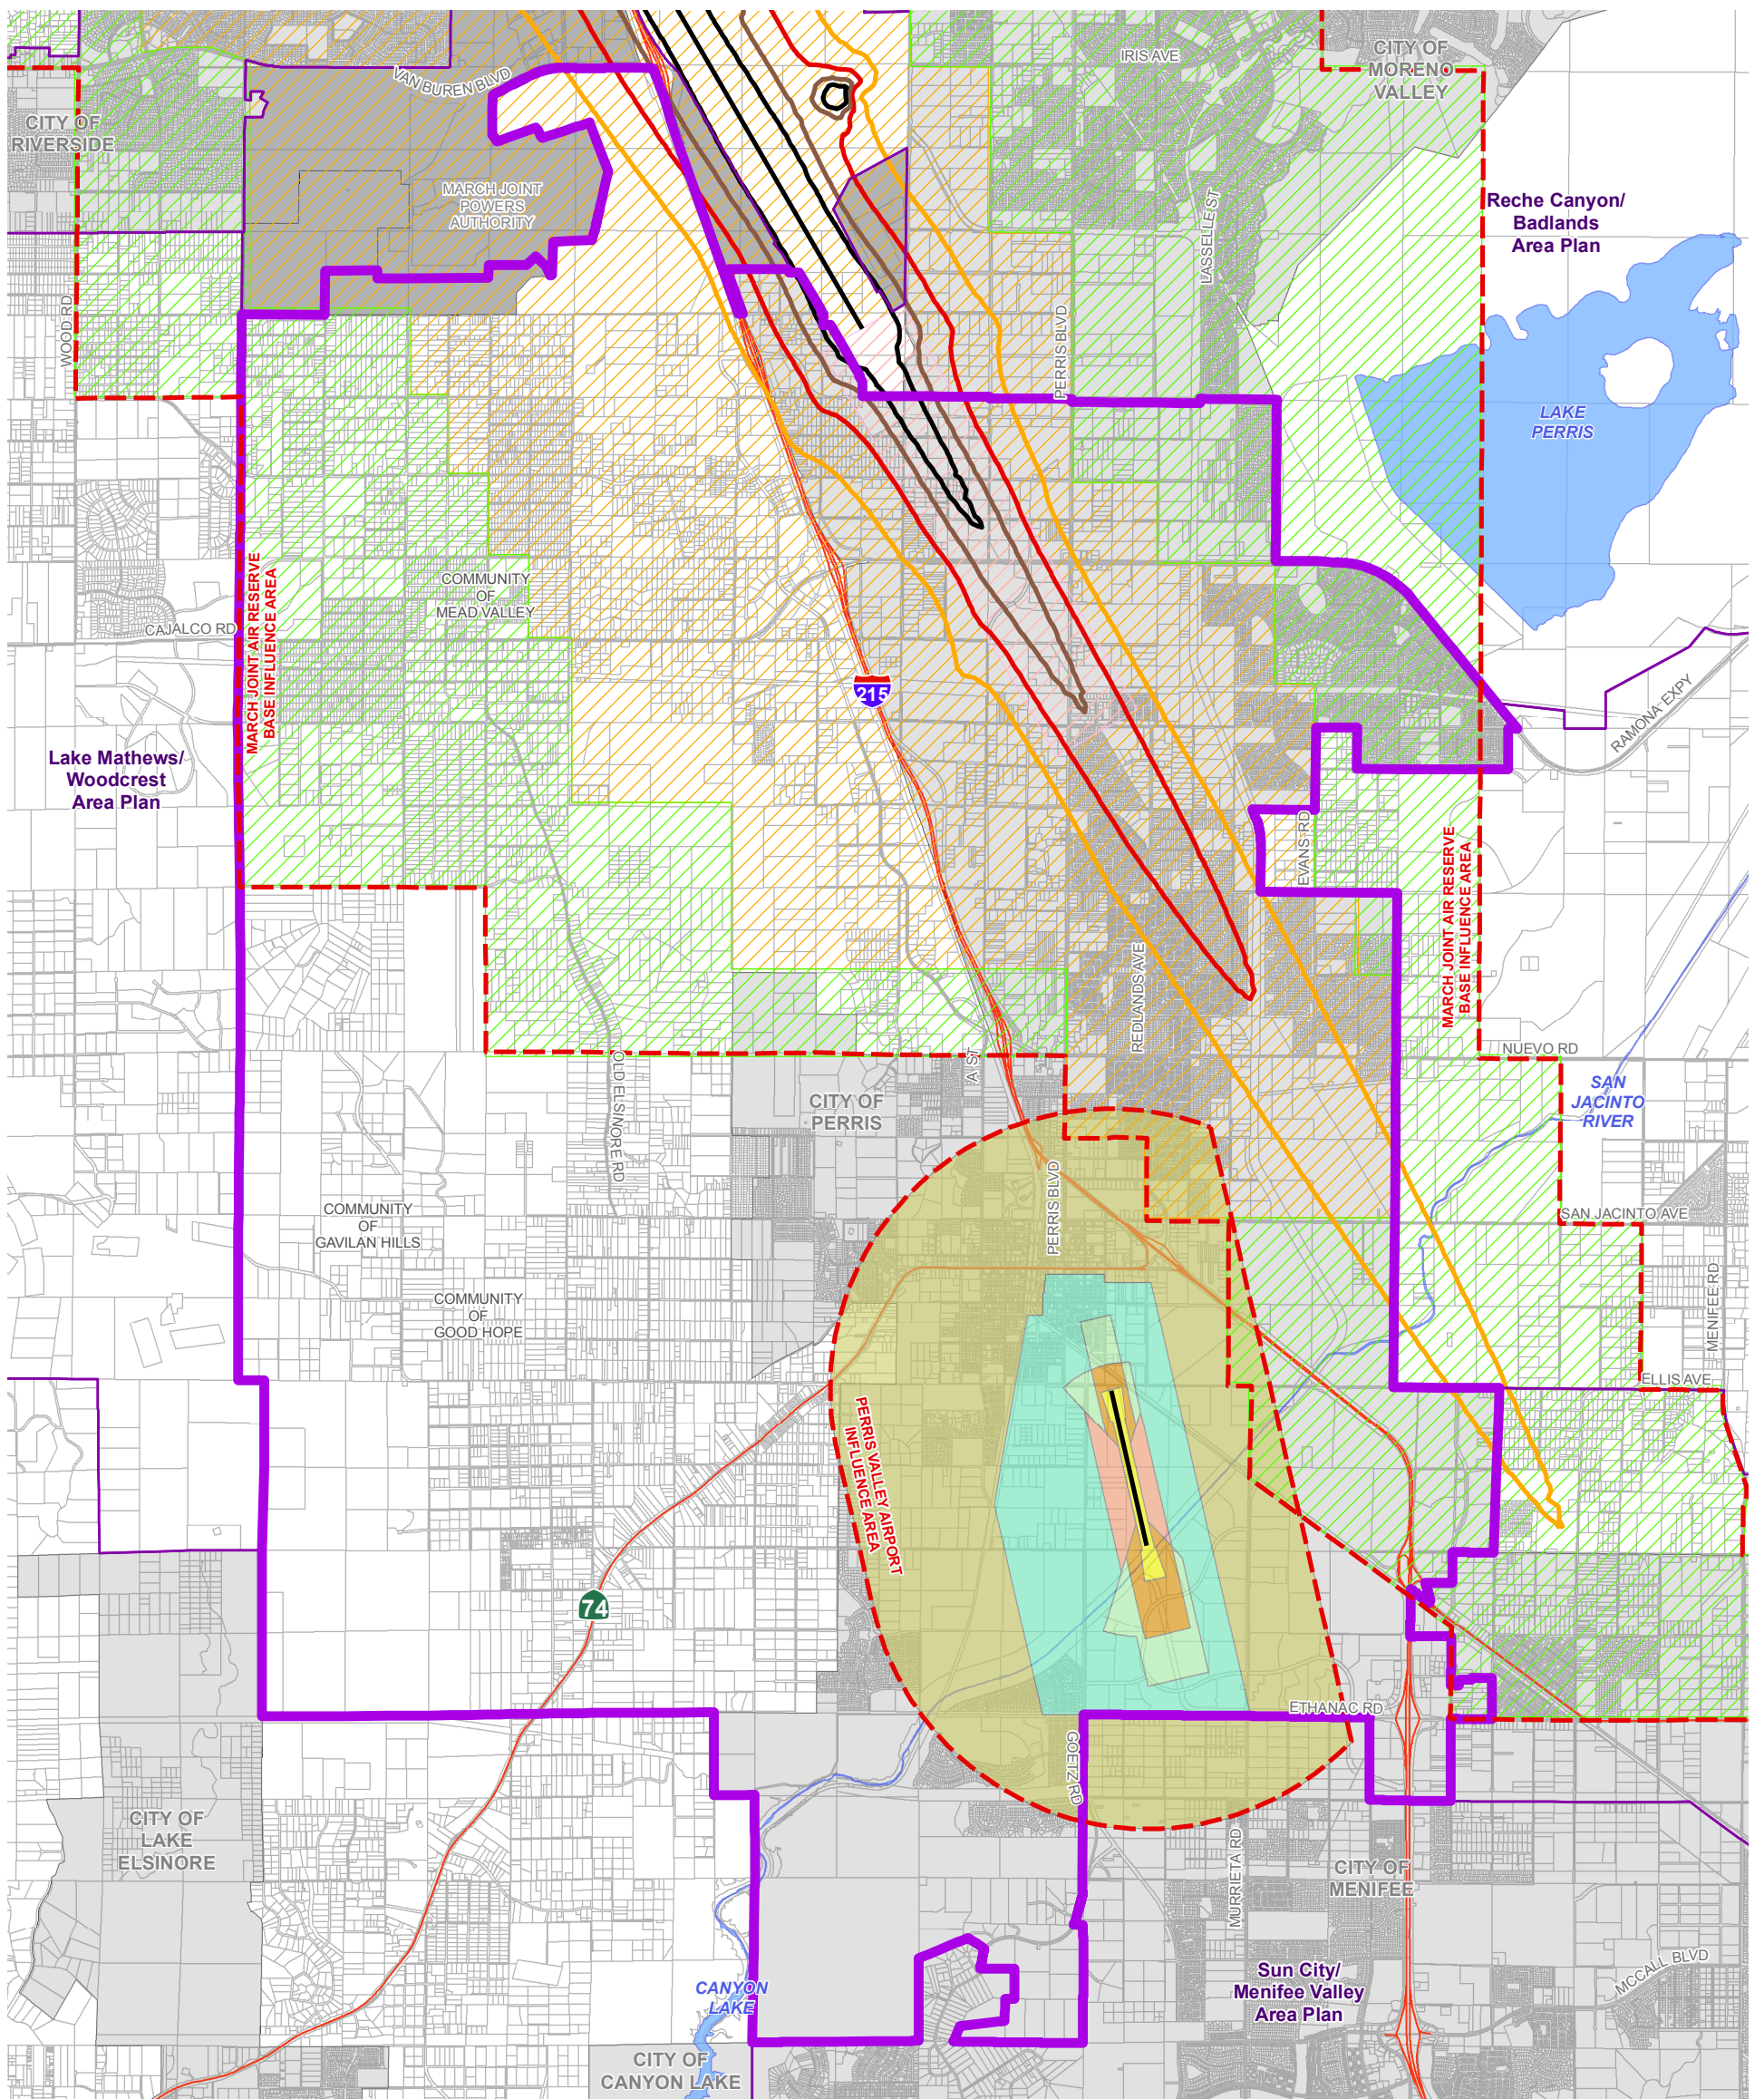 IRIS AVE
CITY OF
MORENO
VALLEY
VAN BUREN BLVD
CITY OF
RIVERSIDE
MARCH JOINT
POWERS
AUTHORITY
LASSELLE ST
Reche Canyon/
Badlands
Area Plan
WOOD RD
PERRIS BLVD
LAKE
PERRIS
MARCH JOINT AIR RESERVE
BASE INFLUENCE AREA
COMMUNITY
OF
MEAD VALLEY
CAJALCO RD
215
RAMONA EXPY
Lake Mathews/
Woodcrest
Area Plan
EVANS RD
MARCH JOINT AIR RESERVE
BASE INFLUENCE AREA
REDLANDS AVE
NUEVO RD
A ST
OLD ELSINORE RD
CITY OF
PERRIS
SAN
JACINTO
RIVER
PERRIS BLVD
COMMUNITY
OF
GAVILAN HILLS
SAN JACINTO AVE
MENIFEE RD
COMMUNITY
OF
GOOD HOPE
ELLIS AVE
PERRIS VALLEY AIRPORT
INFLUENCE AREA
74
ETHANAC RD
GOETZ RD
CITY OF
LAKE
ELSINORE
MURRIETA RD
CITY OF
MENIFEE
MCCALL BLVD
Sun City/
Menifee Valley
Area Plan
CANYON
LAKE
CITY OF
CANYON LAKE